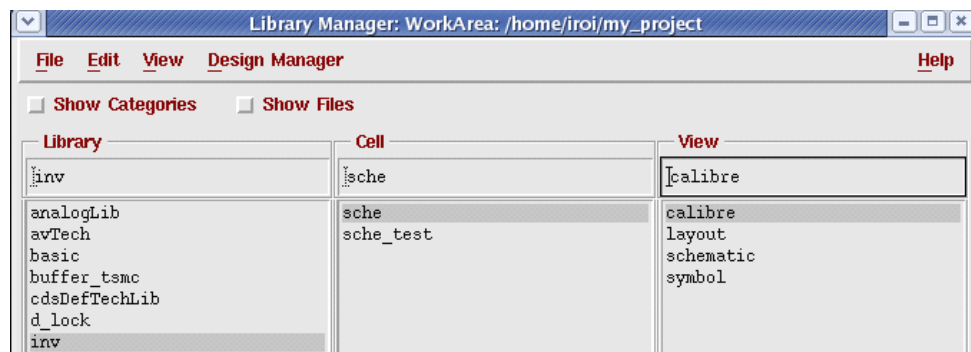 Library Manager: WorkArea: /home/iroi/my_project
File Edit View Design Manager Help
Show Categories Show Files
Library Cell View
inv sche calibre
analogLib sche calibre
avTech sche_test layout
basic schematic
buffer_tsmc symbol
cdsDefTechLib
d_lock
inv